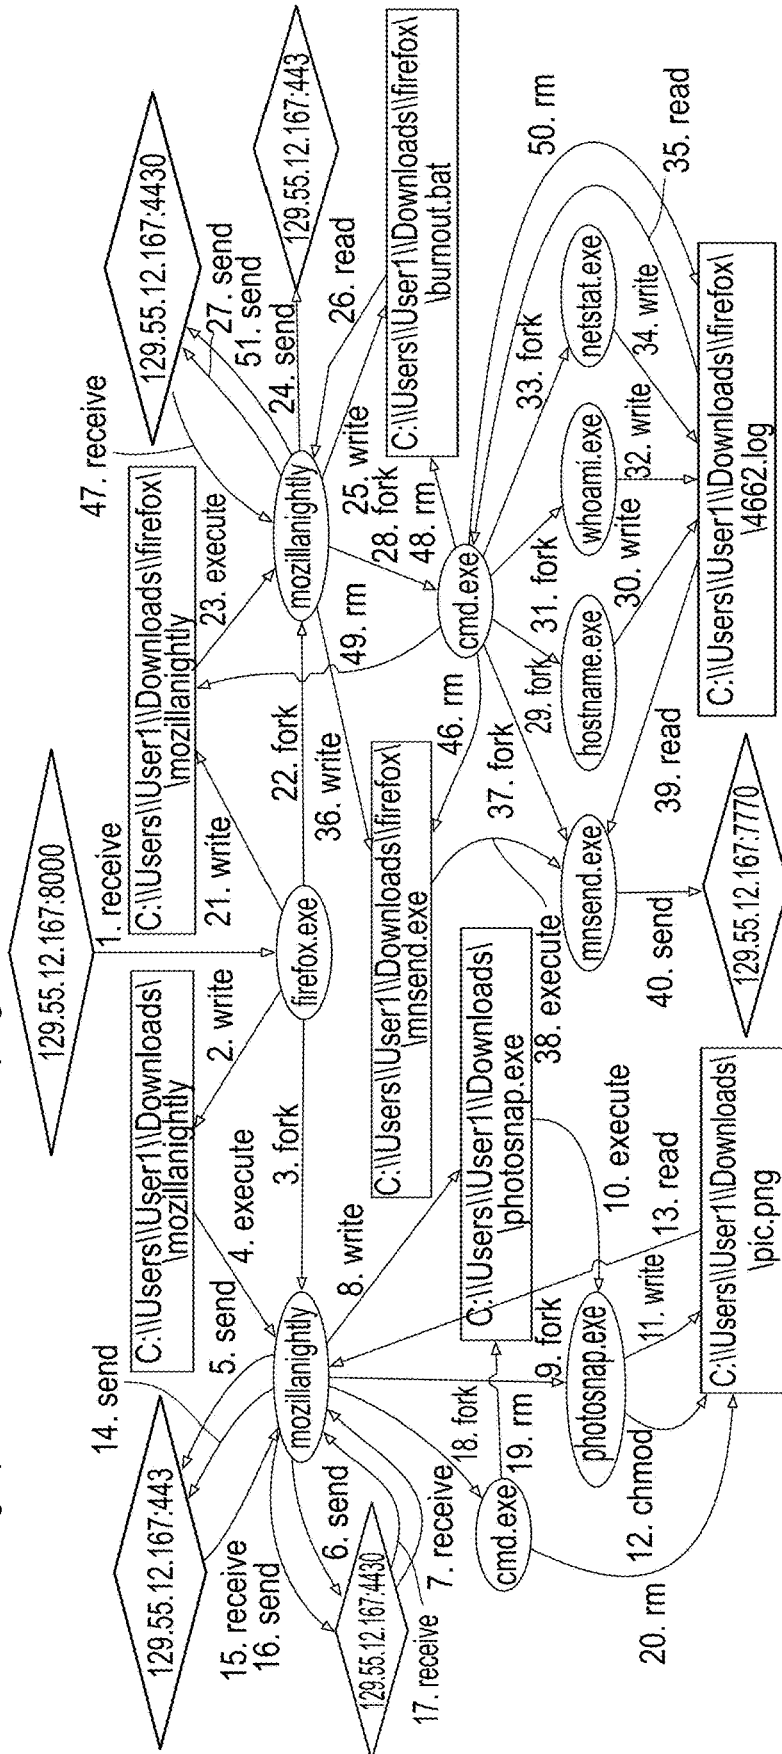 129.55.12.167:8000
14. send
1. receive
47. receive
129.55.12.167:443
C:\\Users\\User1\\Downloads\
\mozillanightly
C:\\Users\\User1\\Downloads\\firefox\
\mozillanightly
129.55.12.167:4430
5. send
4. execute
2. write
21. write
23. execute
27. send
51. send
24. send
129.55.12.167:443
15. receive
16. send
mozillanightly
3. fork
firefox.exe
22. fork
mozillanightly
6. send
8. write
36. write
49. rm
25. write
26. read
28. fork
48. rm
129.55.12.167:4430
17. receive
7. receive
C:\\Users\\User1\\Downloads\\firefox\
\mnsend.exe
C:\\Users\\User1\\Downloads\\firefox\
\burnout.bat
18. fork
19. rm
cmd.exe
C:\\Users\\User1\\Downloads\
\photosnap.exe
46. rm
37. fork
cmd.exe
9. fork
38. execute
29. fork
31. fork
33. fork
50. rm
photosnap.exe
10. execute
mnsend.exe
hostname.exe
whoami.exe
netstat.exe
20. rm
12. chmod
11. write
13. read
40. send
39. read
30. write
32. write
34. write
35. read
C:\\Users\\User1\\Downloads\
\pic.png
129.55.12.167:7770
C:\\Users\\User1\\Downloads\\firefox\
\4662.log